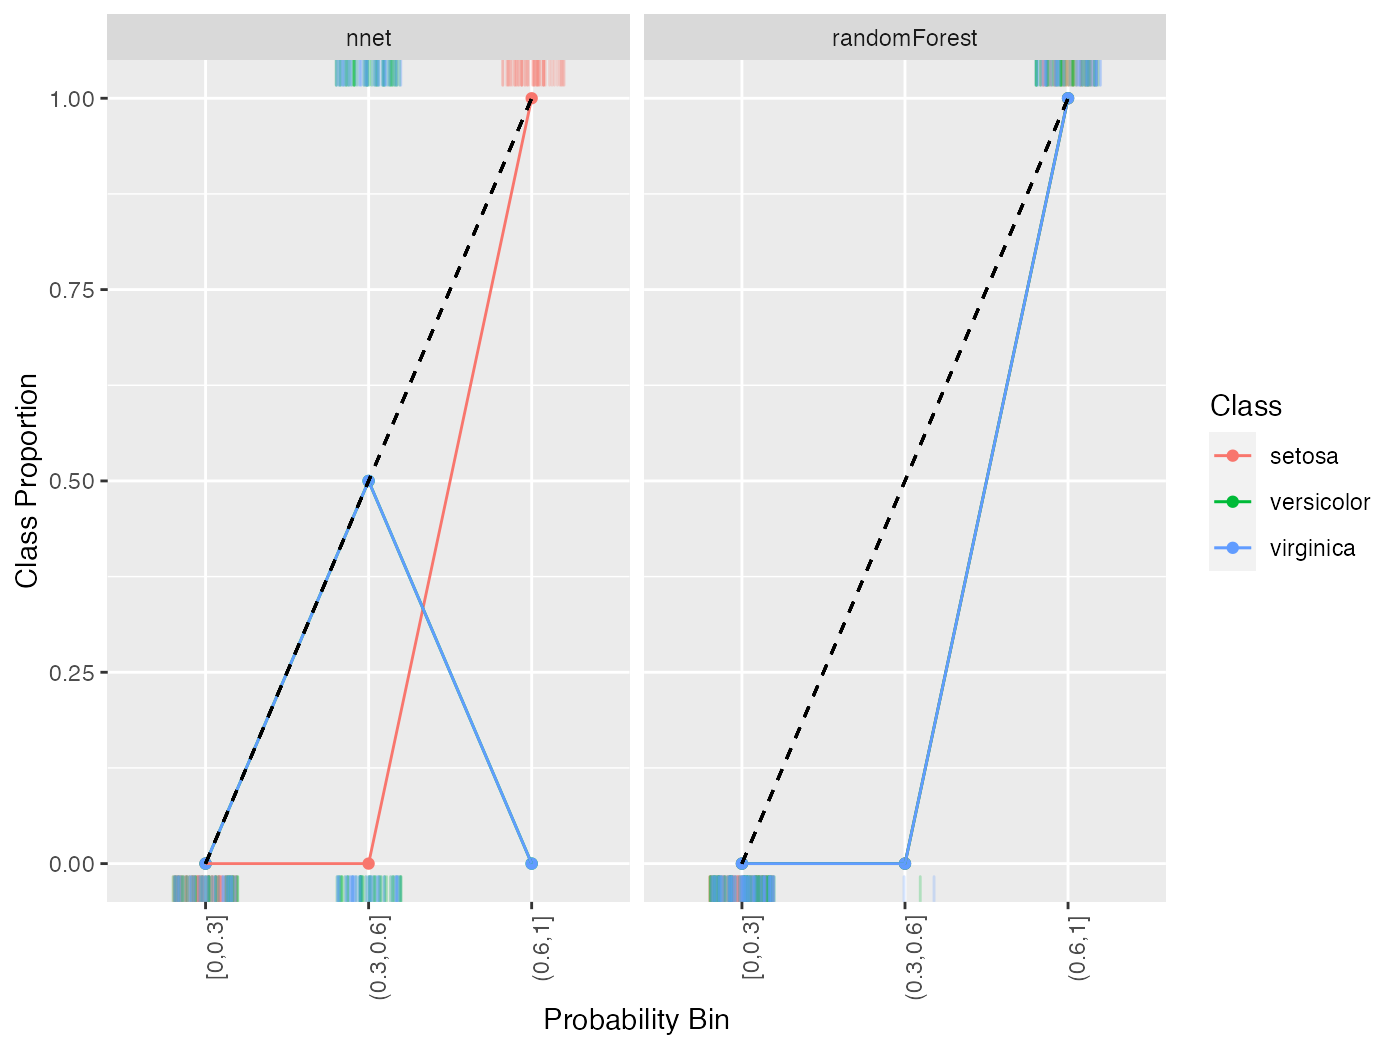 nnet
randomForest
1.00
0.75
0.50
0.25
0.00
Class Proportion
[0,0.3]
(0.3,0.6]
(0.6,1]
[0,0.3]
(0.3,0.6]
(0.6,1]
Probability Bin
Class
setosa
versicolor
virginica